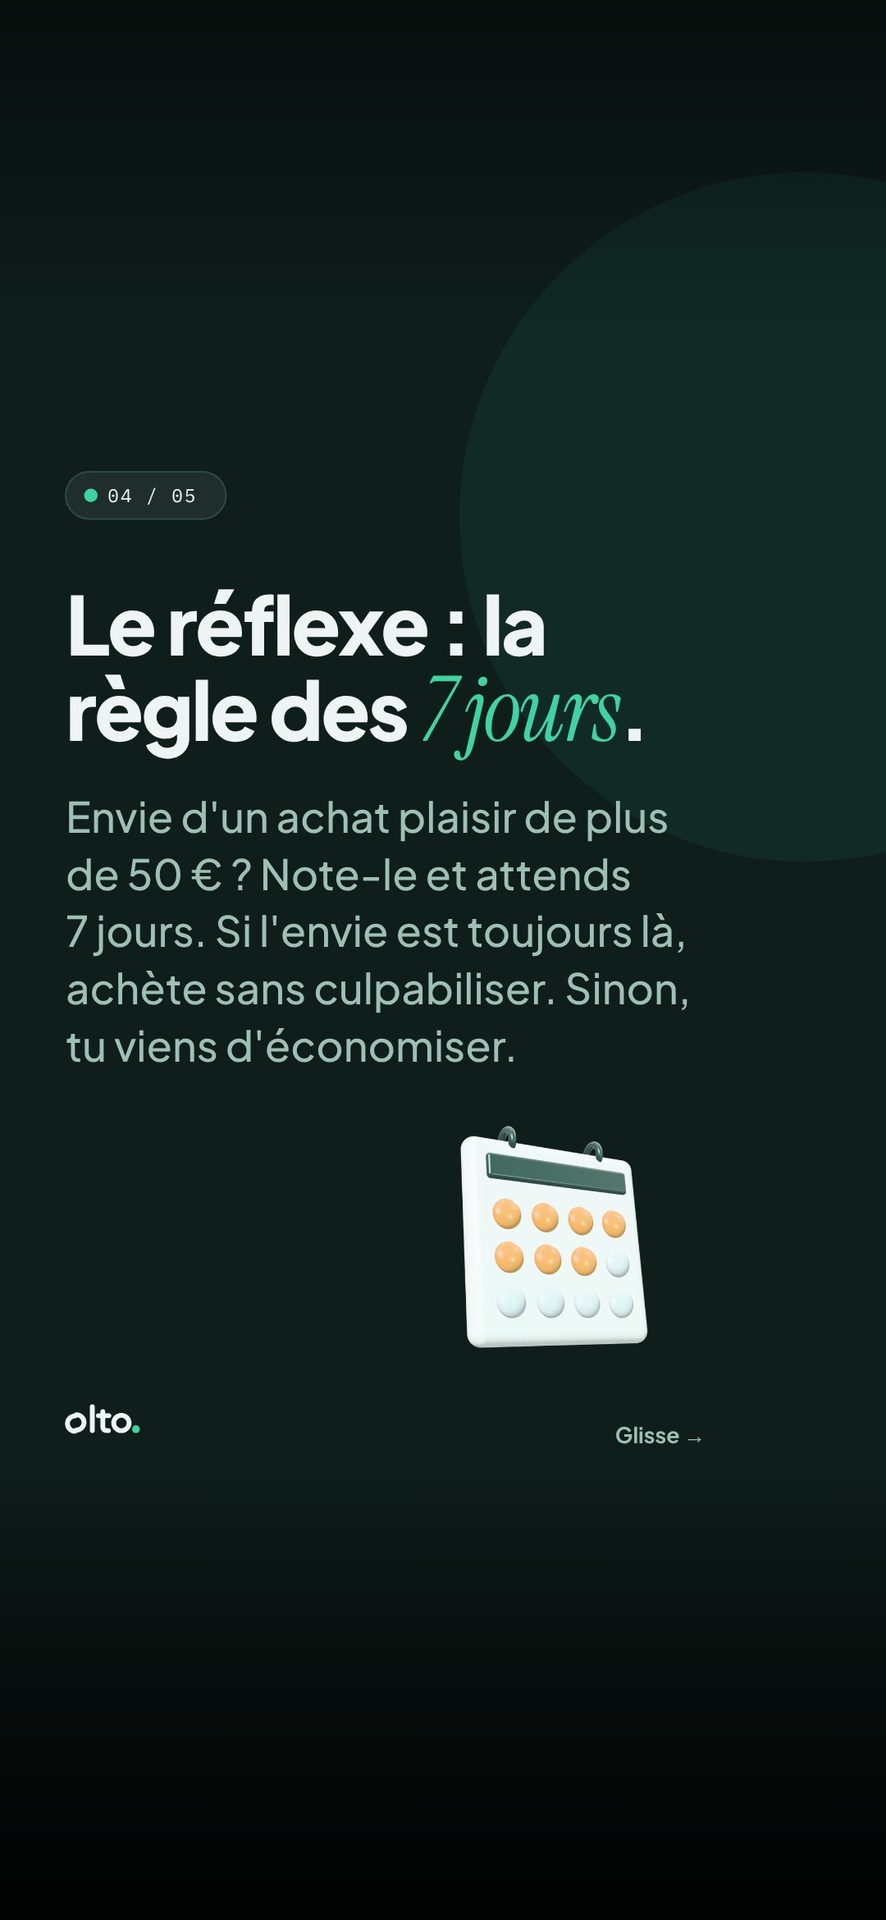 04 / 05
Le réflexe : la
règle des 7 jours.
Envie d'un achat plaisir de plus
de 50 € ? Note-le et attends
7 jours. Si l'envie est toujours là,
achète sans culpabiliser. Sinon,
tu viens d'économiser.
olto.
Glisse →